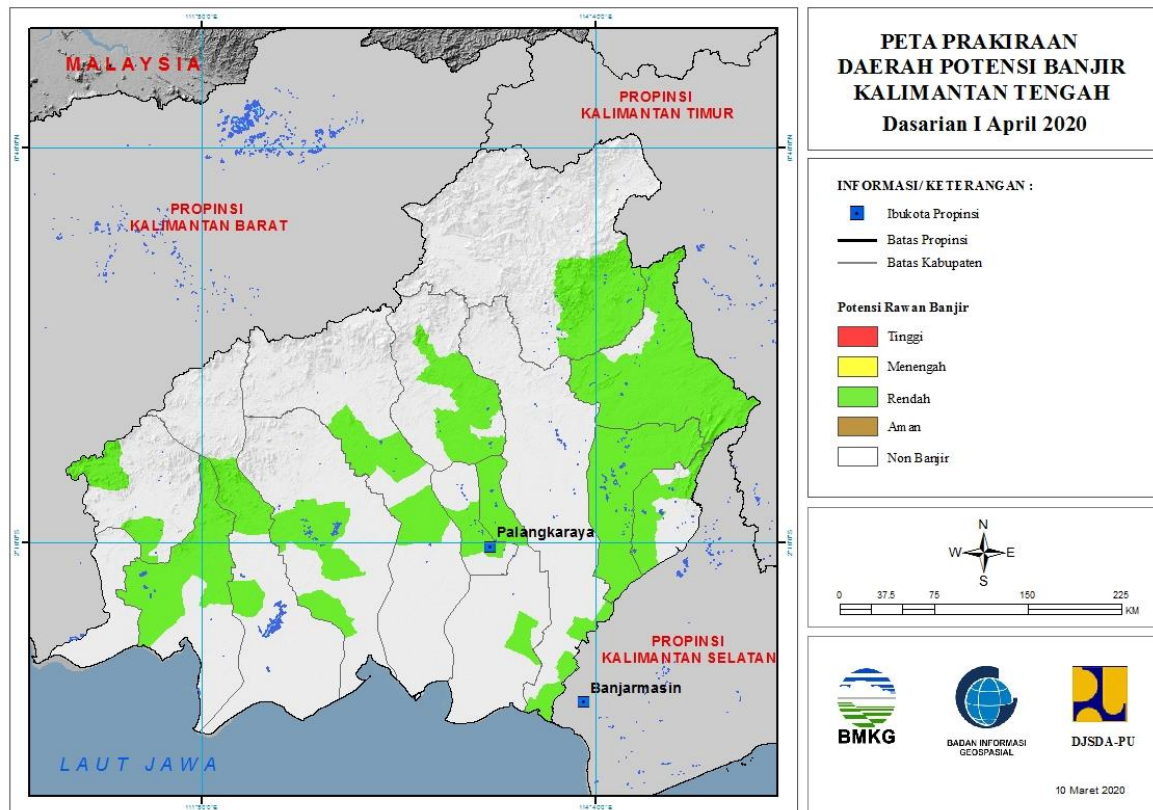 MALAYSIA
PROPINSI
KALIMANTAN TIMUR
PROPINSI
KALIMANTAN BARAT
Palangkaraya
PROPINSI
KALIMANTAN SELATAN
Banjarmasin
LAUT JAWA
PETA PRAKIRAAN
DAERAH POTENSI BANJIR
KALIMANTAN TENGAH
Dasarian I April 2020
INFORMASI/ KETERANGAN :
Ibukota Propinsi
Batas Propinsi
Batas Kabupaten
Potensi Rawan Banjir
Tinggi
Menengah
Rendah
Aman
Non Banjir
N
W E
S
0 37.5 75 150 225
KM
BMKG
BADAN INFORMASI
GEOSPASIAL
DJSDA-PU
10 Maret 2020